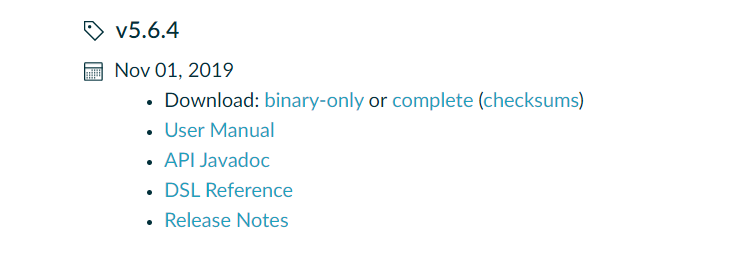 v5.6.4
Nov 01, 2019
Download: binary-only or complete (checksums)
User Manual
API Javadoc
DSL Reference
Release Notes